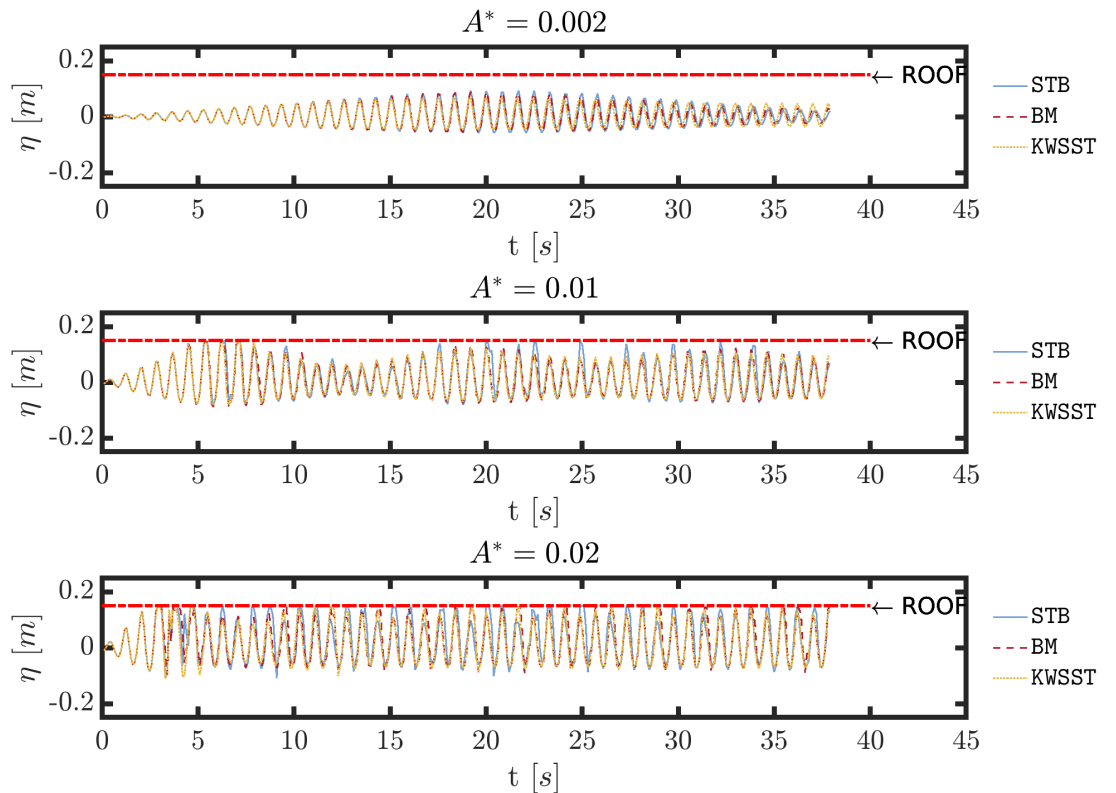 A* = 0.002
0.2
0
-0.2
η [m]
← ROOF
STB
BM
KWSST
0 5 10 15 20 25 30 35 40 45
t [s]
A* = 0.01
0.2
0
-0.2
η [m]
← ROOF
STB
BM
KWSST
0 5 10 15 20 25 30 35 40 45
t [s]
A* = 0.02
0.2
0
-0.2
η [m]
← ROOF
STB
BM
KWSST
0 5 10 15 20 25 30 35 40 45
t [s]